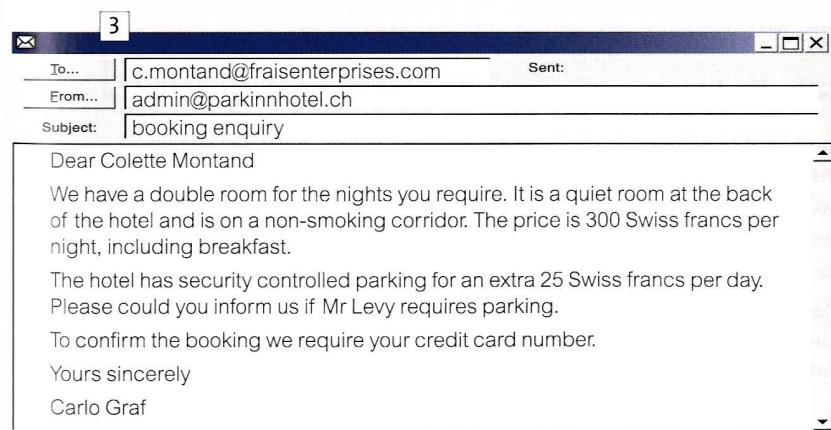 3
To... c.montand@fraisenterprises.com Sent:
From... admin@parkinnhotel.ch
Subject: booking enquiry
Dear Colette Montand
We have a double room for the nights you require. It is a quiet room at the back
of the hotel and is on a non-smoking corridor. The price is 300 Swiss francs per
night, including breakfast.
The hotel has security controlled parking for an extra 25 Swiss francs per day.
Please could you inform us if Mr Levy requires parking.
To confirm the booking we require your credit card number.
Yours sincerely
Carlo Graf